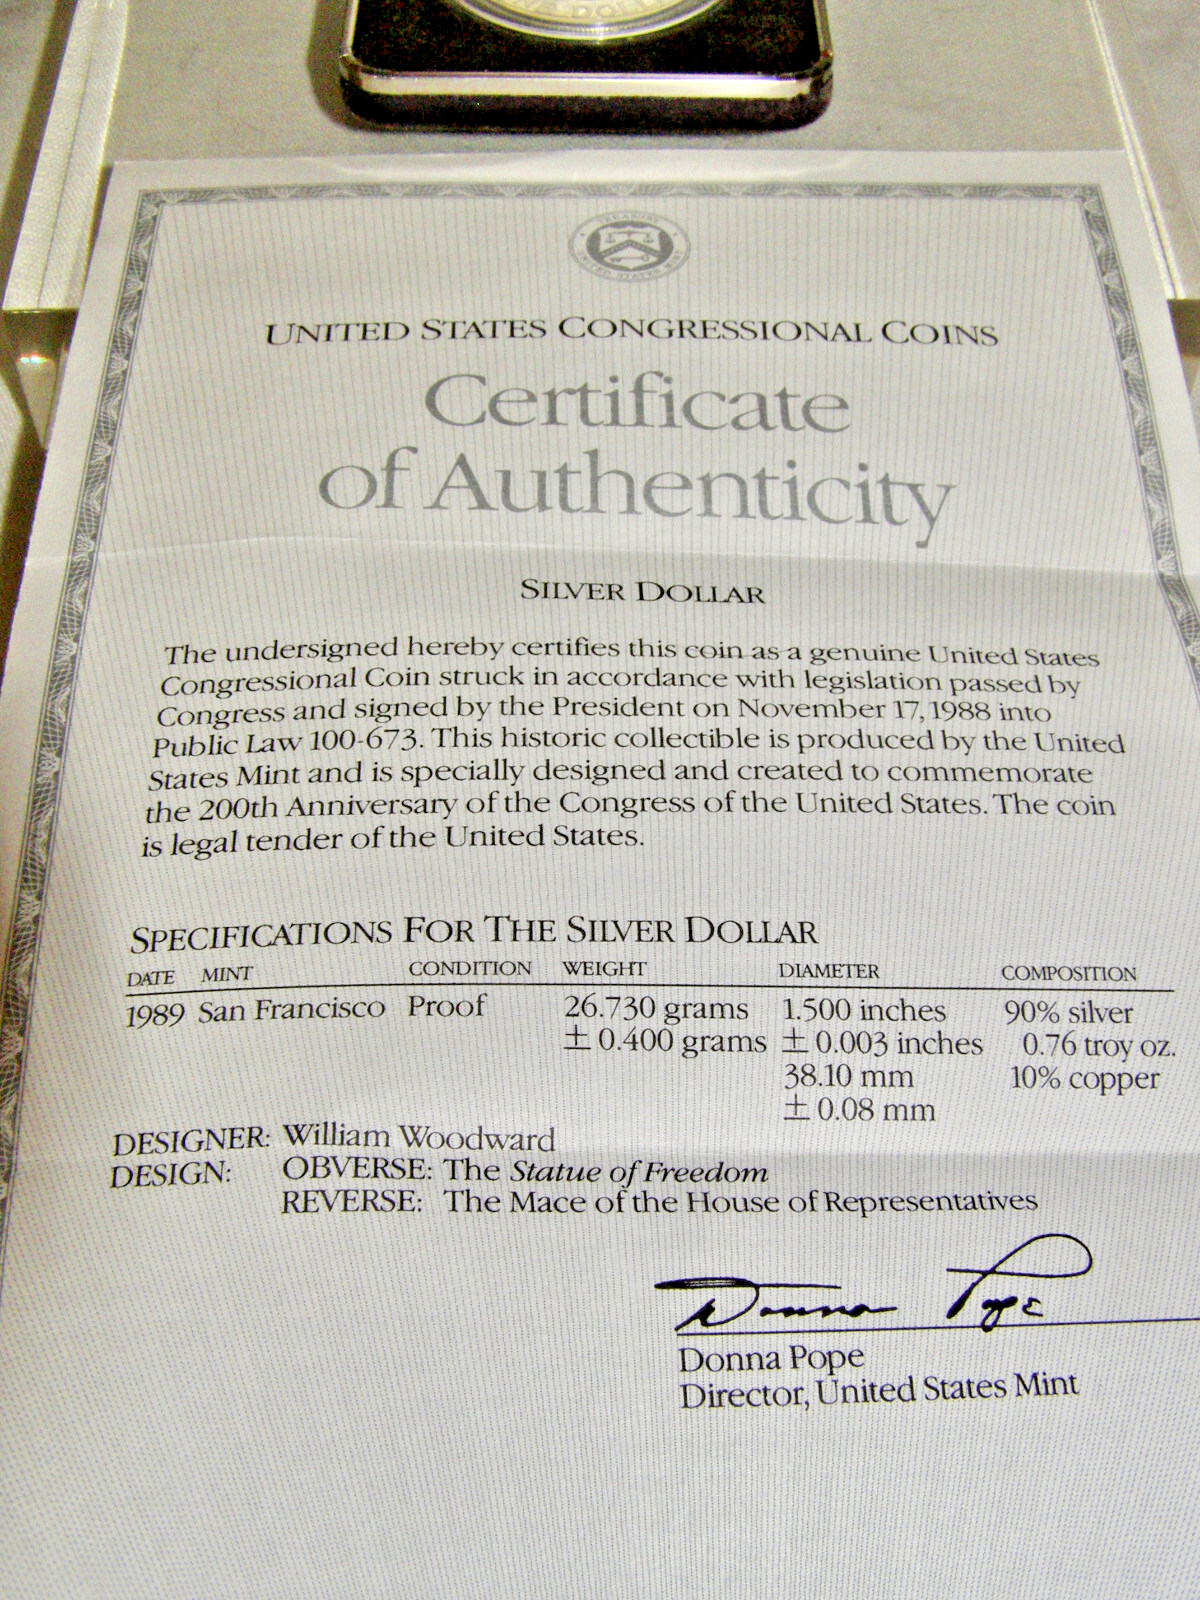 DOLL
TREASURY
UNITED STATES MINT
UNITED STATES CONGRESSIONAL COINS
Certificate
of Authenticity
SILVER DOLLAR
The undersigned hereby certifies this coin as a genuine United States
Congressional Coin struck in accordance with legislation passed by
Congress and signed by the President on November 17, 1988 into
Public Law 100-673. This historic collectible is produced by the United
States Mint and is specially designed and created to commemorate
the 200th Anniversary of the Congress of the United States. The coin
is legal tender of the United States.
SPECIFICATIONS FOR THE SILVER DOLLAR
DATE MINT CONDITION WEIGHT DIAMETER COMPOSITION
1989 San Francisco Proof 26.730 grams 1.500 inches 90% silver
± 0.400 grams ± 0.003 inches 0.76 troy oz.
38.10 mm 10% copper
± 0.08 mm
DESIGNER: William Woodward
DESIGN: OBVERSE: The Statue of Freedom
REVERSE: The Mace of the House of Representatives
Donna Pope
Donna Pope
Director, United States Mint